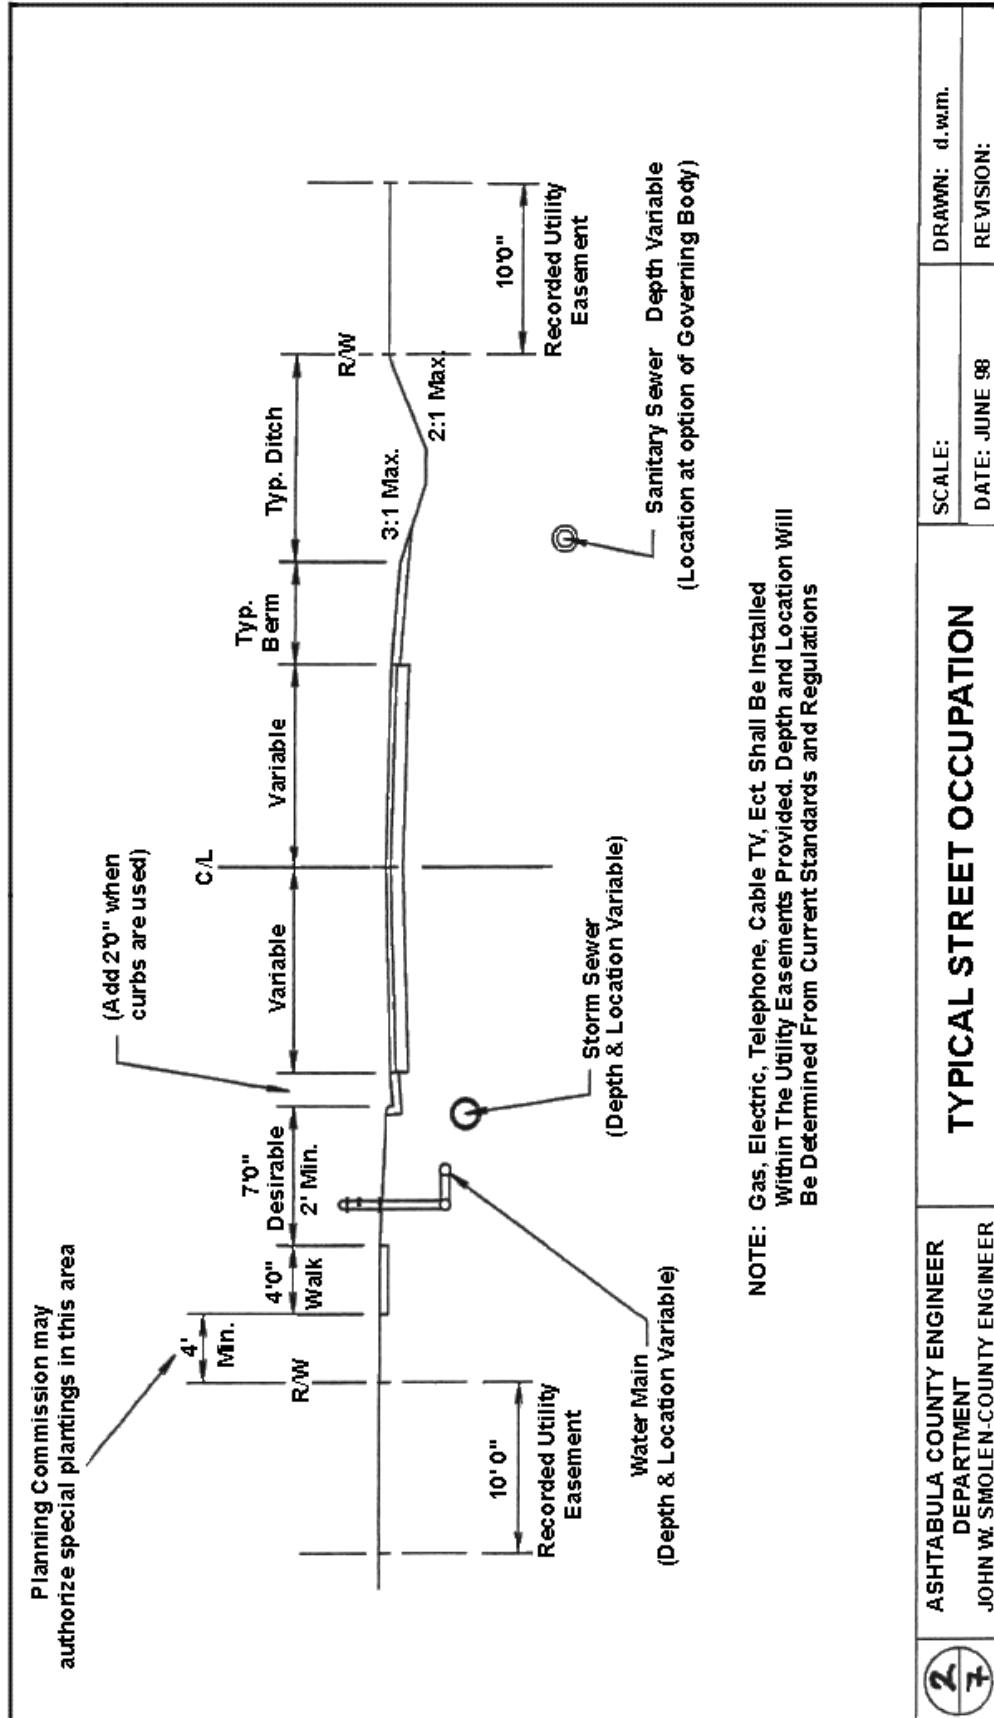 Planning Commission may
authorize special plantings in this area
(Add 2'0" when
curbs are used)
4'
Min.
4'0"
Walk
7'0"
Desirable
2' Min.
Variable
C/L
Variable
Typ.
Berm
Typ. Ditch
R/W
R/W
3:1 Max.
2:1 Max.
10'0"
Recorded Utility
Easement
10'0"
Recorded Utility
Easement
Water Main
(Depth & Location Variable)
Storm Sewer
(Depth & Location Variable)
Sanitary Sewer Depth Variable
(Location at option of Governing Body)
NOTE: Gas, Electric, Telephone, Cable TV, Ect. Shall Be Installed
Within The Utility Easements Provided. Depth and Location Will
Be Determined From Current Standards and Regulations
2
7
ASHTABULA COUNTY ENGINEER
DEPARTMENT
JOHN W. SMOLEN-COUNTY ENGINEER
TYPICAL STREET OCCUPATION
SCALE:
DRAWN: d.w.m.
DATE: JUNE 98
REVISION: